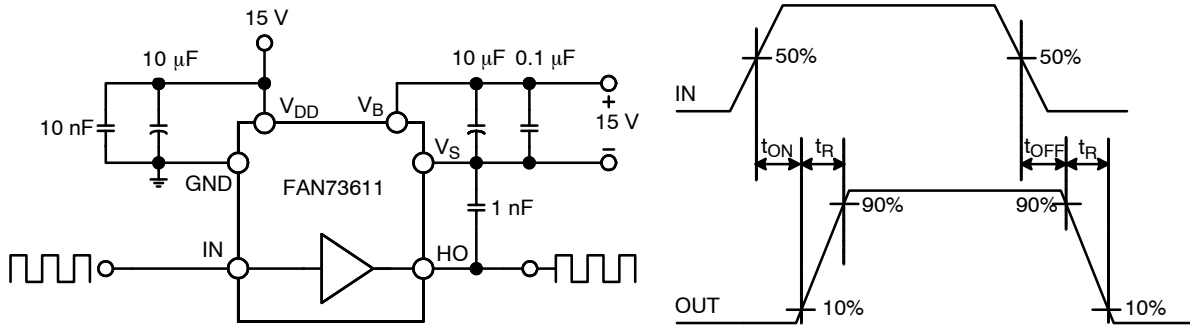 15 V
10 μF
10 nF
V_DD
V_B
10 μF 0.1 μF
+
15 V
−
V_S
GND
FAN73611
1 nF
IN
HO
IN
50%
50%
t_ON
t_R
t_OFF
t_R
90%
90%
OUT
10%
10%